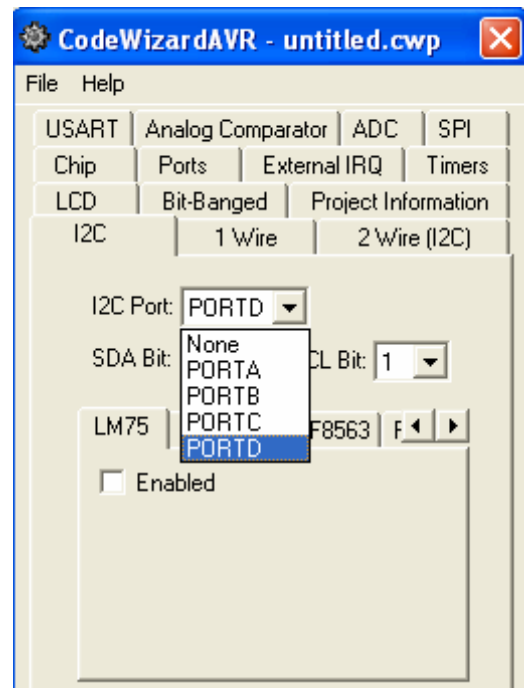 CodeWizardAVR - untitled.cwp
File Help
USART Analog Comparator ADC SPI
Chip Ports External IRQ Timers
LCD Bit-Banged Project Information
I2C 1 Wire 2 Wire (I2C)
I2C Port: PORTD
SDA Bit: CL Bit: 1
None
PORTA
PORTB
PORTC
PORTD
LM75 F8563
Enabled